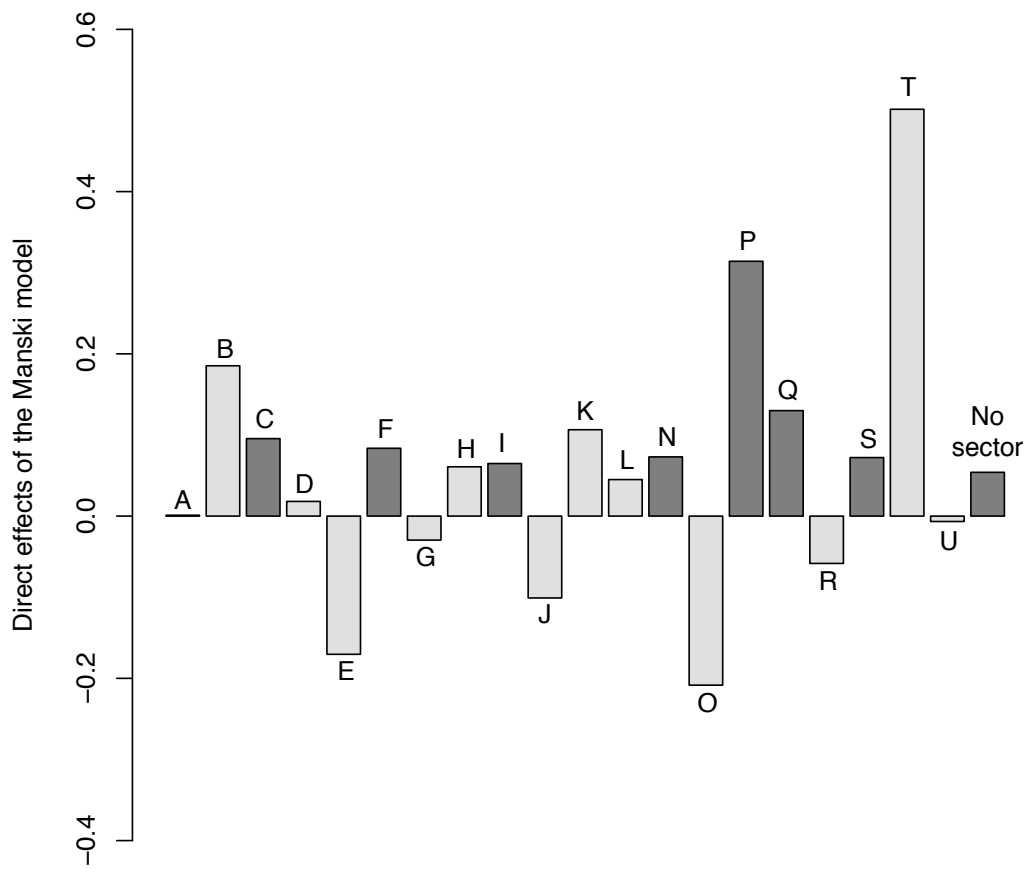 Direct effects of the Manski model
0.6
0.4
0.2
0.0
−0.2
−0.4
A
B
C
D
E
F
G
H
I
J
K
L
N
O
P
Q
R
S
T
U
No
sector